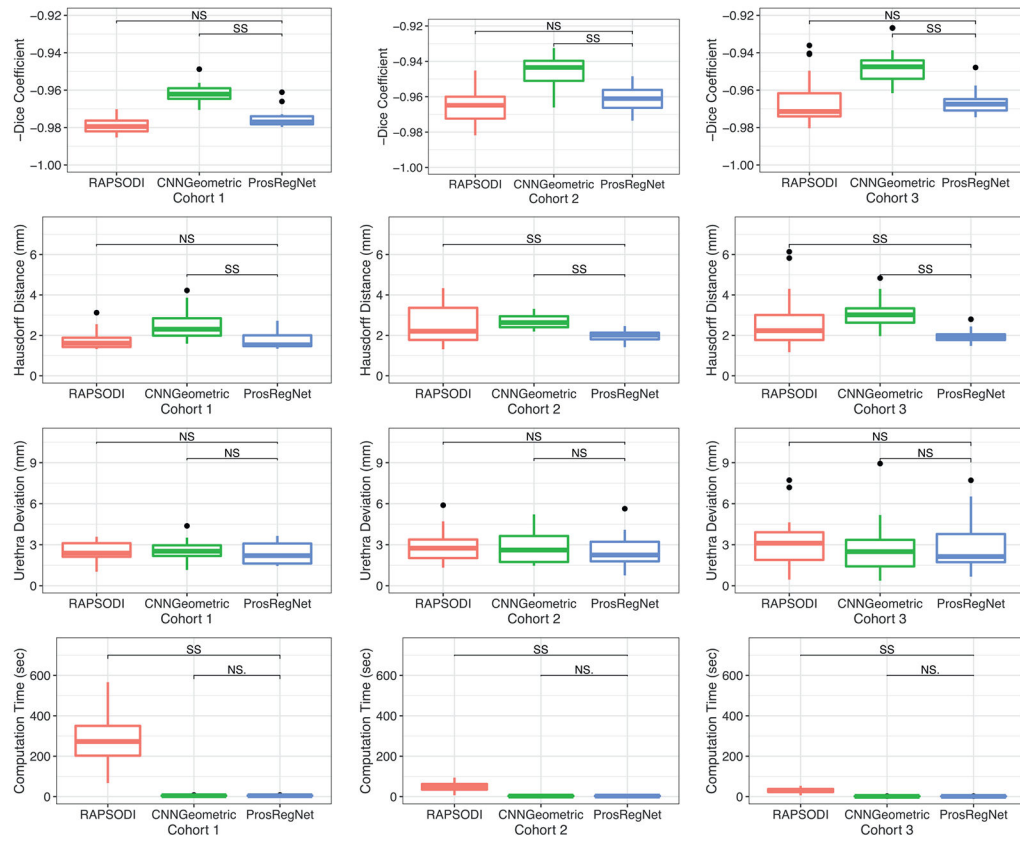 −0.92
−0.94
−0.96
−0.98
−1.00
−Dice Coefficient
NS
SS
RAPSODI CNNGeometric ProsRegNet
Cohort 1
−0.92
−0.94
−0.96
−0.98
−1.00
−Dice Coefficient
NS
SS
RAPSODI CNNGeometric ProsRegNet
Cohort 2
−0.92
−0.94
−0.96
−0.98
−1.00
−Dice Coefficient
NS
SS
RAPSODI CNNGeometric ProsRegNet
Cohort 3
6
4
2
0
Hausdorff Distance (mm)
NS
SS
RAPSODI CNNGeometric ProsRegNet
Cohort 1
6
4
2
0
Hausdorff Distance (mm)
SS
SS
RAPSODI CNNGeometric ProsRegNet
Cohort 2
6
4
2
0
Hausdorff Distance (mm)
SS
SS
RAPSODI CNNGeometric ProsRegNet
Cohort 3
9
6
3
0
Urethra Deviation (mm)
NS
NS
RAPSODI CNNGeometric ProsRegNet
Cohort 1
9
6
3
0
Urethra Deviation (mm)
NS
NS
RAPSODI CNNGeometric ProsRegNet
Cohort 2
9
6
3
0
Urethra Deviation (mm)
NS
NS
RAPSODI CNNGeometric ProsRegNet
Cohort 3
600
400
200
0
Computation Time (sec)
SS
NS.
RAPSODI CNNGeometric ProsRegNet
Cohort 1
600
400
200
0
Computation Time (sec)
SS
NS.
RAPSODI CNNGeometric ProsRegNet
Cohort 2
600
400
200
0
Computation Time (sec)
SS
NS.
RAPSODI CNNGeometric ProsRegNet
Cohort 3